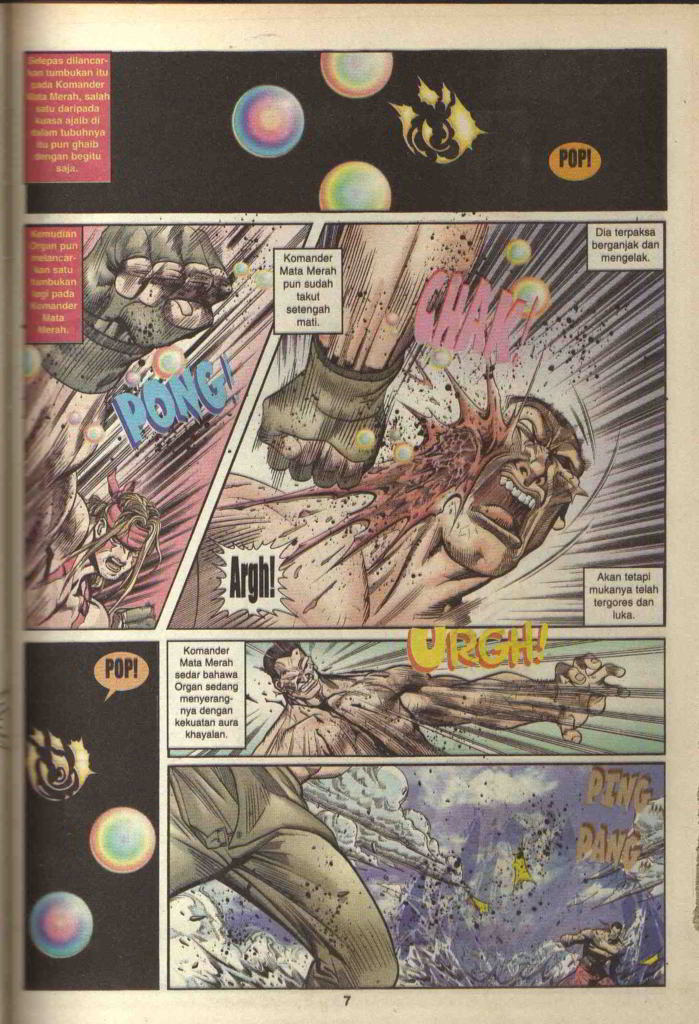 Selepas dilancar-
kan tumbukan itu
pada Komander
Mata Merah, salah
satu daripada
kuasa ajaib di
dalam tubuhnya
itu pun ghaib
dengan begitu
saja.
POP!
Kemudian
Organ pun
melancar-
kan satu
tumbukan
lagi pada
Komander
Mata
Merah.
PONG!
Komander
Mata Merah
pun sudah
takut
setengah
mati.
CHAK!
Dia terpaksa
berganjak dan
mengelak.
Argh!
Akan tetapi
mukanya telah
tergores dan
luka.
POP!
Komander
Mata Merah
sedar bahawa
Organ sedang
menyerang-
nya dengan
kekuatan aura
khayalan.
URGH!
PING
PANG
7